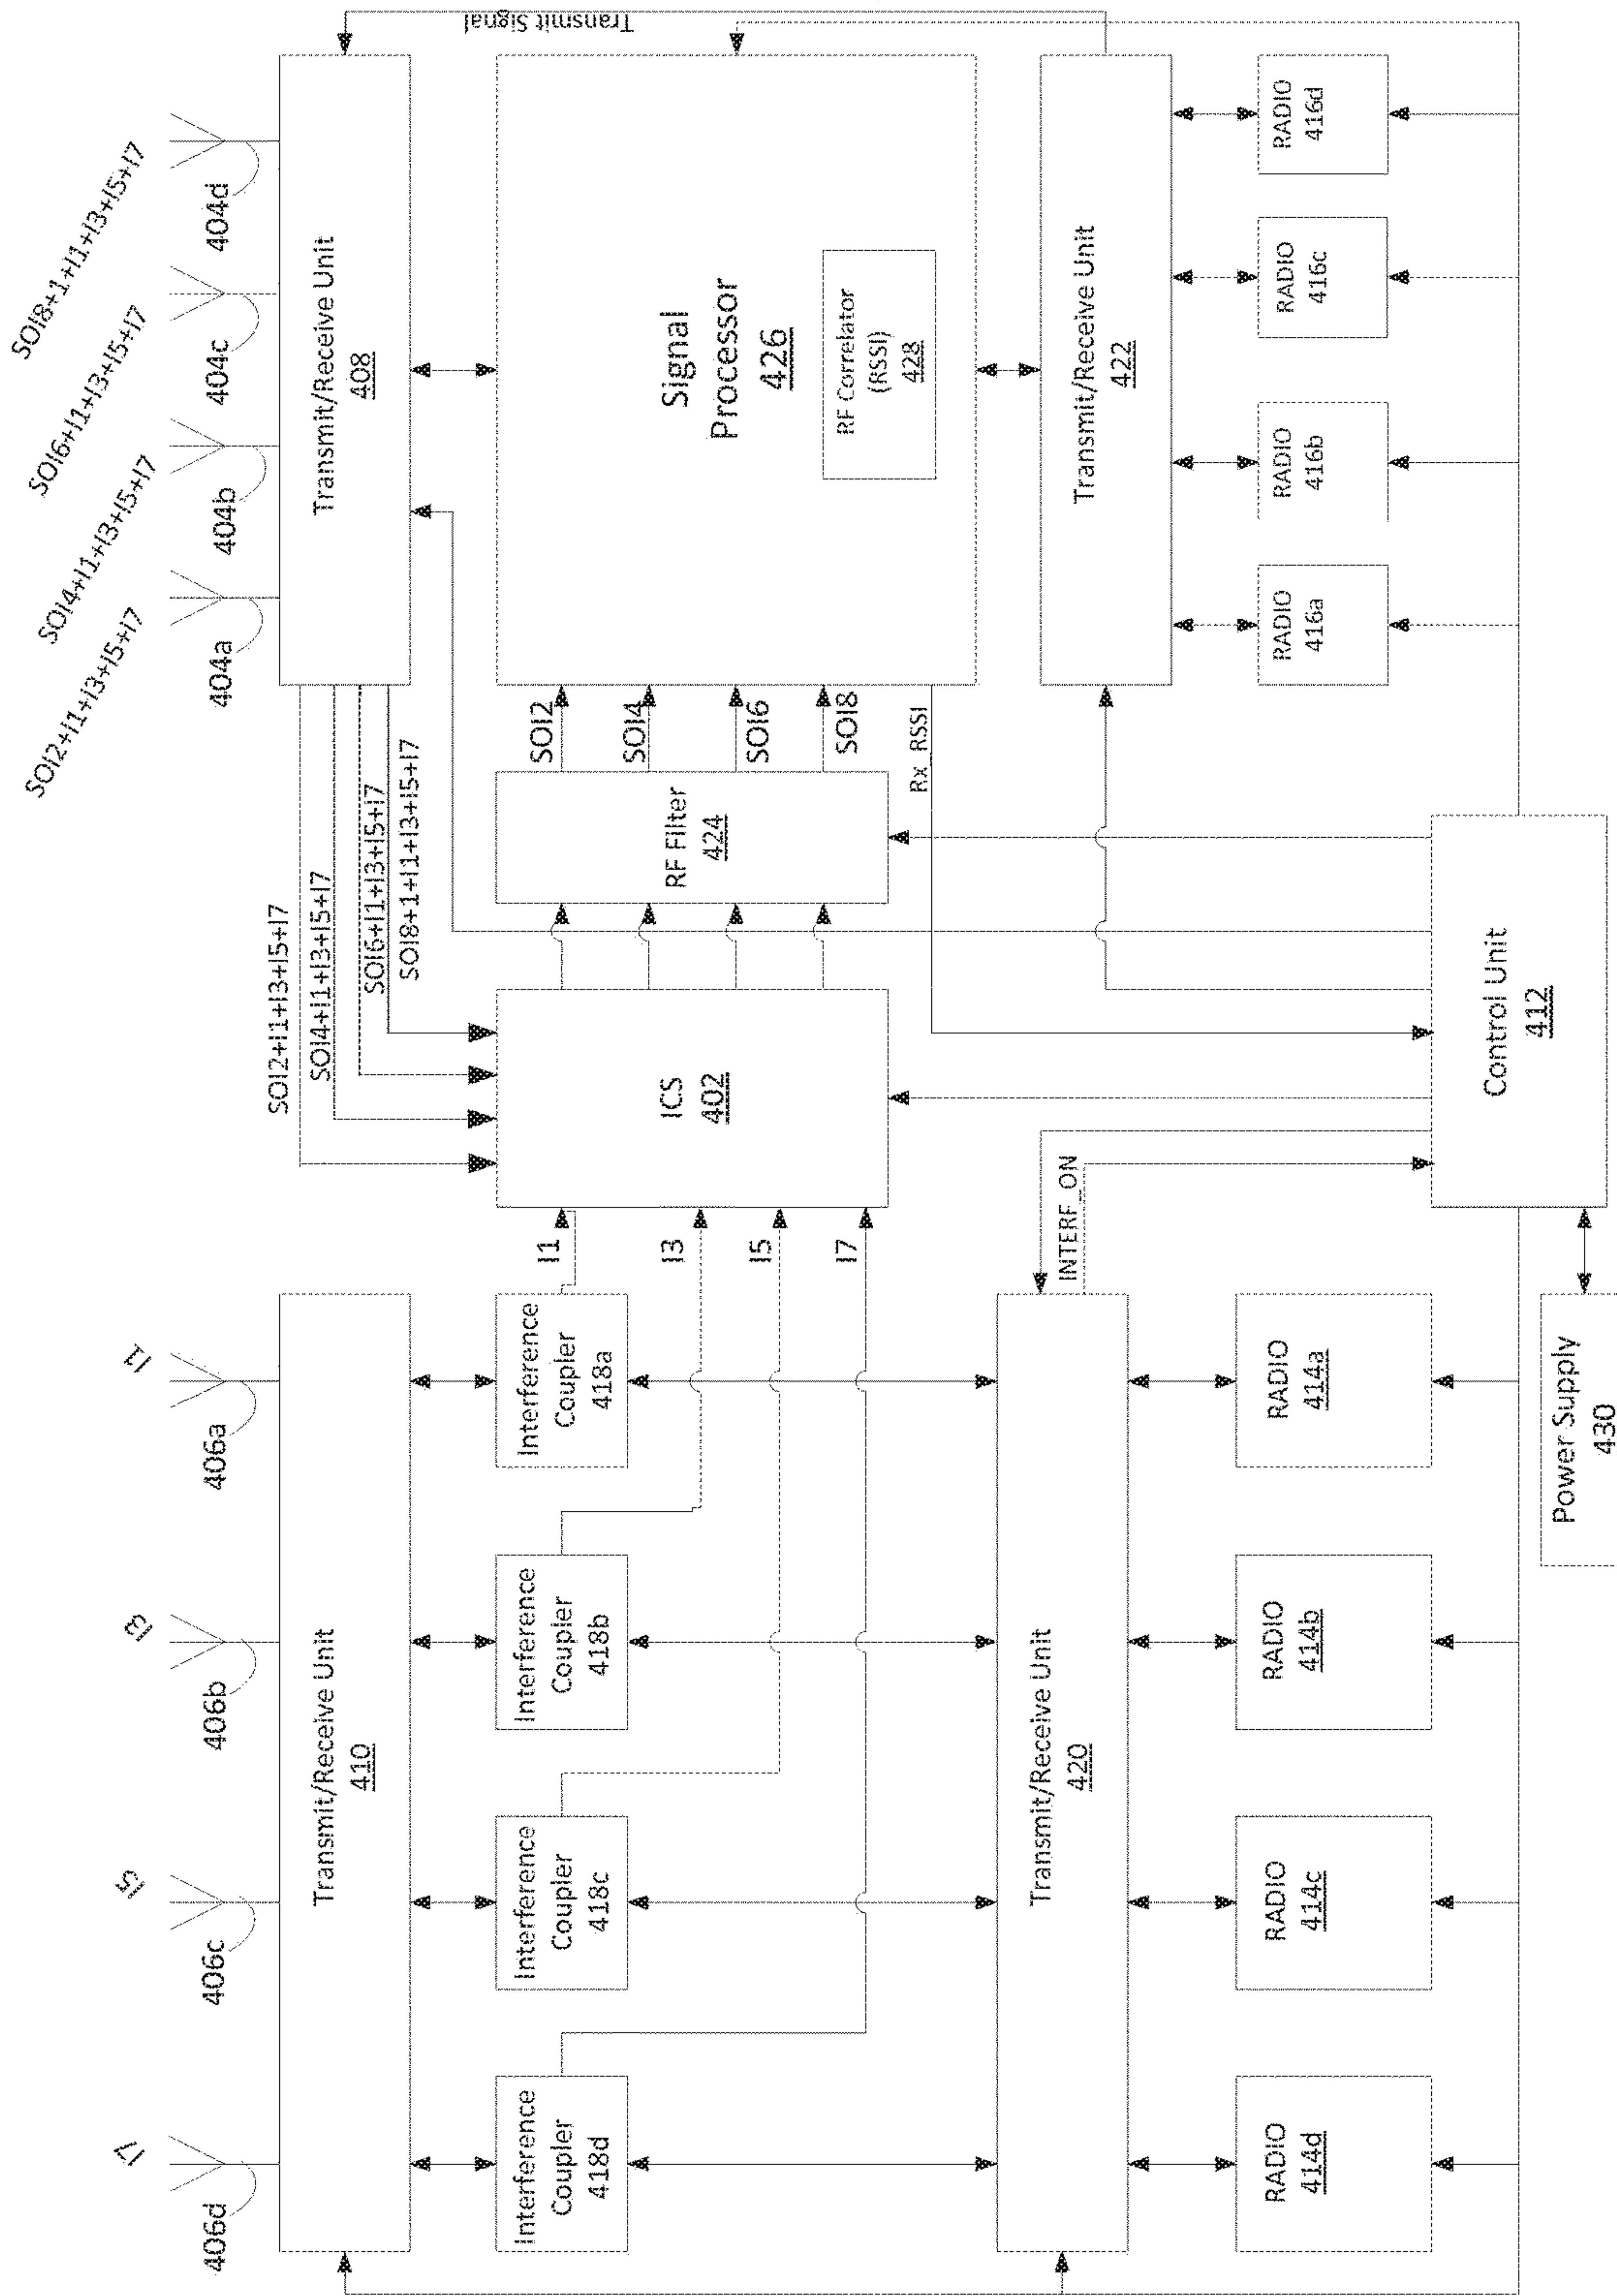 I7
I5
I3
I1
SOI2+I1+I3+I5+I7
SOI4+I1+I3+I5+I7
SOI6+I1+I3+I5+I7
SOI8+1+I1+I3+I5+I7
406d
406c
406b
406a
404a
404b
404c
404d
Transmit/Receive Unit
410
Transmit/Receive Unit
408
Transmit Signal
SOI2+I1+I3+I5+I7
SOI4+I1+I3+I5+I7
SOI6+I1+I3+I5+I7
SOI8+1+I1+I3+I5+I7
Interference
Coupler
418d
Interference
Coupler
418c
Interference
Coupler
418b
Interference
Coupler
418a
I1
I3
I5
I7
ICS
402
RF Filter
424
SOI2
SOI4
SOI6
SOI8
Signal
Processor
426
RF Correlator
(RSSI)
428
Rx_RSSI
Transmit/Receive Unit
420
INTERF_ON
Transmit/Receive Unit
422
RADIO
414d
RADIO
414c
RADIO
414b
RADIO
414a
RADIO
416a
RADIO
416b
RADIO
416c
RADIO
416d
Control Unit
412
Power Supply
430